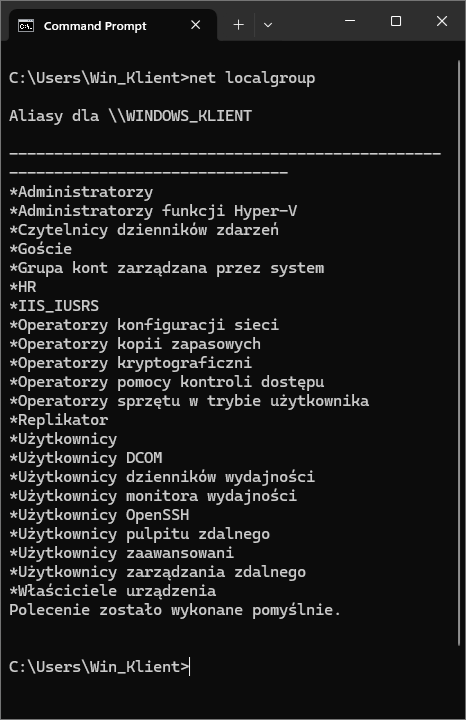 Command Prompt
C:\Users\Win_Klient>net localgroup
Aliasy dla \\WINDOWS_KLIENT
-------------------------------------------------------------------------------
*Administratorzy
*Administratorzy funkcji Hyper-V
*Czytelnicy dzienników zdarzeń
*Goście
*Grupa kont zarządzana przez system
*HR
*IIS_IUSRS
*Operatorzy konfiguracji sieci
*Operatorzy kopii zapasowych
*Operatorzy kryptograficzni
*Operatorzy pomocy kontroli dostępu
*Operatorzy sprzętu w trybie użytkownika
*Replikator
*Użytkownicy
*Użytkownicy DCOM
*Użytkownicy dzienników wydajności
*Użytkownicy monitora wydajności
*Użytkownicy OpenSSH
*Użytkownicy pulpitu zdalnego
*Użytkownicy zaawansowani
*Użytkownicy zarządzania zdalnego
*Właściciele urządzenia
Polecenie zostało wykonane pomyślnie.
C:\Users\Win_Klient>